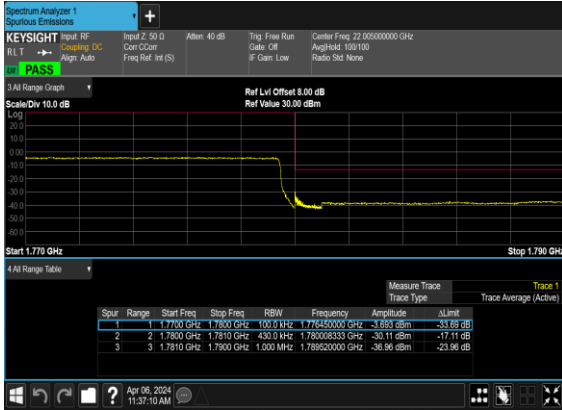 Spectrum Analyzer 1
Spurious Emissions
+
KEYSIGHT Input: RF Input Z: 50 Ω Atten: 40 dB Trig: Free Run Center Freq: 22.005000000 GHz
RLT Coupling: DC Corr CCorr Gate: Off Avg|Hold: 100/100
Align: Auto Freq Ref: Int (S) IF Gain: Low Radio Std: None
PASS
3 All Range Graph
Ref Lvl Offset 8.00 dB
Scale/Div 10.0 dB Ref Value 30.00 dBm
Log
20.0
10.0
0.00
-10.0
-20.0
-30.0
-40.0
-50.0
-60.0
Start 1.770 GHz Stop 1.790 GHz
4 All Range Table
Measure Trace Trace 1
Trace Type Trace Average (Active)
Spur Range Start Freq Stop Freq RBW Frequency Amplitude ΔLimit
1 1 1.7700 GHz 1.7800 GHz 100.0 kHz 1.776450000 GHz -3.693 dBm -33.69 dB
2 2 1.7800 GHz 1.7810 GHz 430.0 kHz 1.780008333 GHz -30.11 dBm -17.11 dB
3 3 1.7810 GHz 1.7900 GHz 1.000 MHz 1.789520000 GHz -36.96 dBm -23.96 dB
? Apr 06, 2024
11:37:10 AM